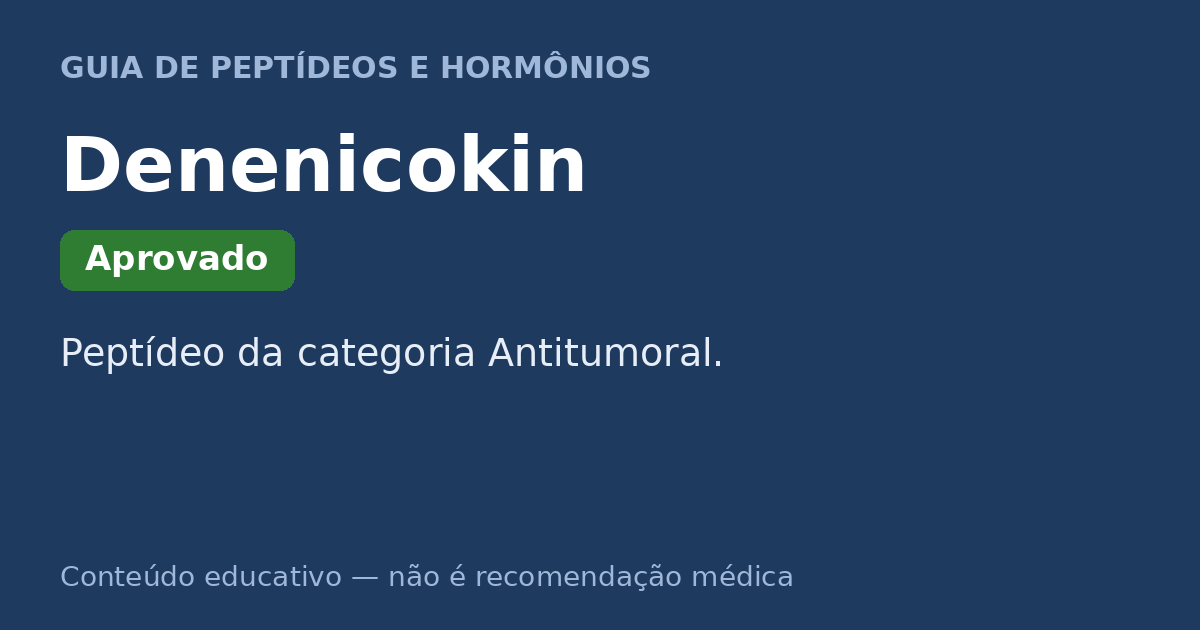 GUIA DE PEPTÍDEOS E HORMÔNIOS
Denenicokin
Aprovado
Peptídeo da categoria Antitumoral.
Conteúdo educativo — não é recomendação médica